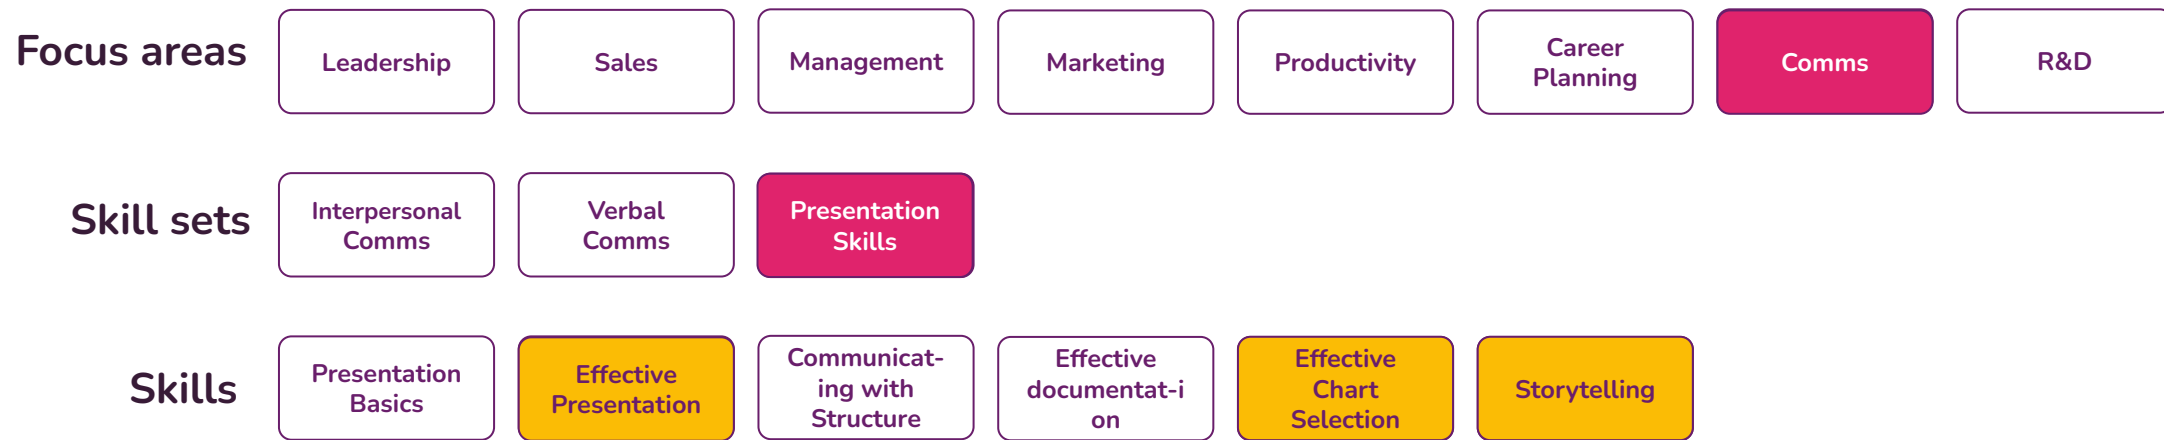 Focus areas
Leadership
Sales
Management
Marketing
Productivity
Career
Planning
Comms
R&D
Skill sets
Interpersonal
Comms
Verbal
Comms
Presentation
Skills
Skills
Presentation
Basics
Effective
Presentation
Communicat-
ing with
Structure
Effective
documentat-i
on
Effective
Chart
Selection
Storytelling